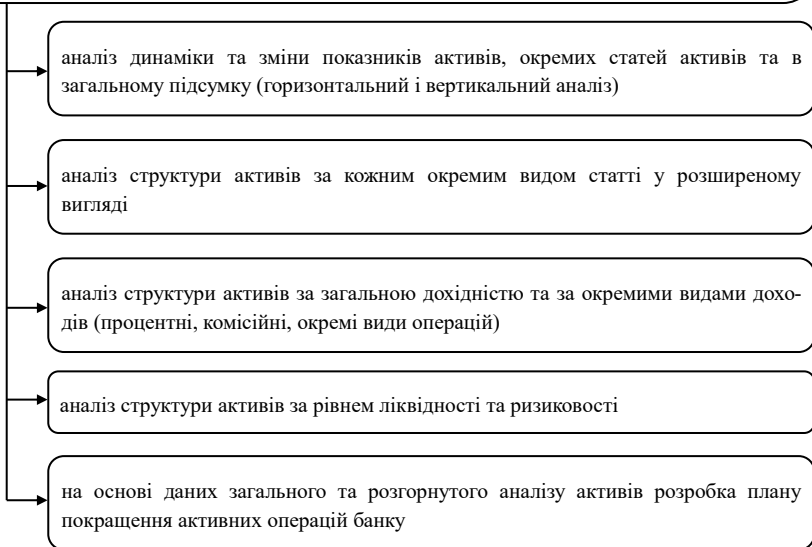 аналіз динаміки та зміни показників активів, окремих статей активів та в
загальному підсумку (горизонтальний і вертикальний аналіз)
аналіз структури активів за кожним окремим видом статті у розширеному
вигляді
аналіз структури активів за загальною дохідністю та за окремими видами дохо-
дів (процентні, комісійні, окремі види операцій)
аналіз структури активів за рівнем ліквідності та ризиковості
на основі даних загального та розгорнутого аналізу активів розробка плану
покращення активних операцій банку